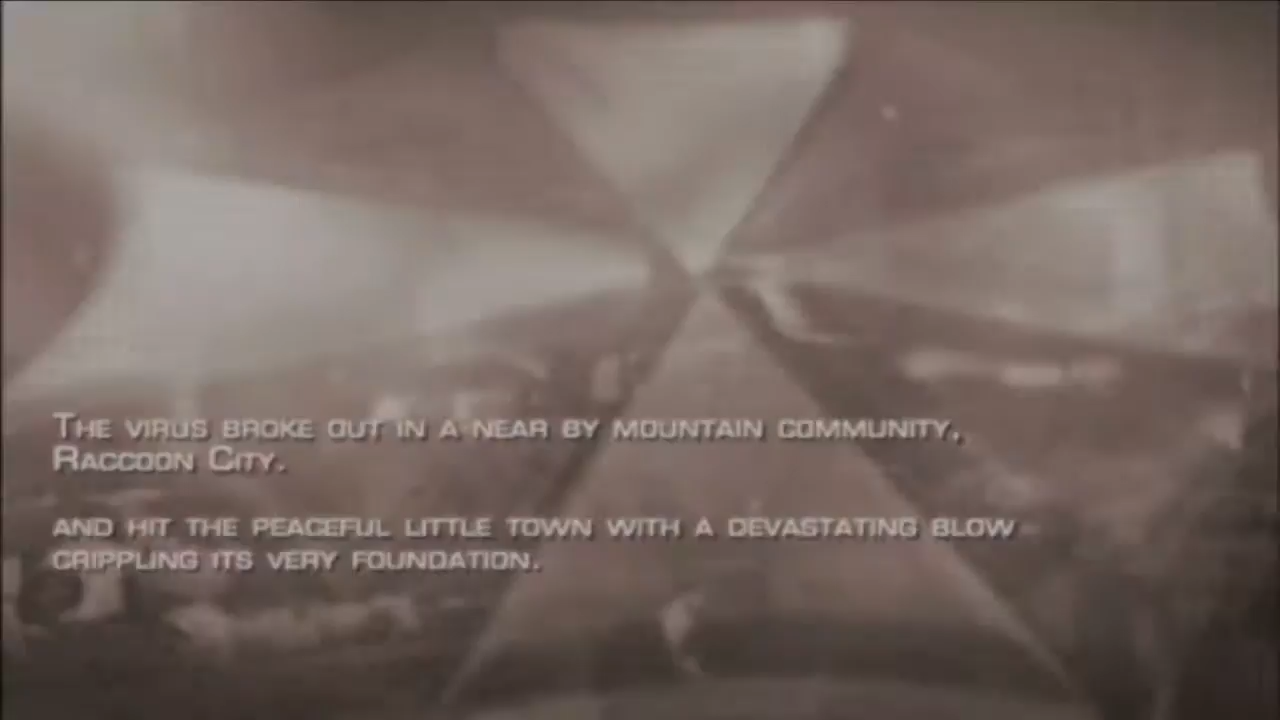 The virus broke out in a near by mountain community,
Raccoon City.
and hit the peaceful little town with a devastating blow
crippling its very foundation.